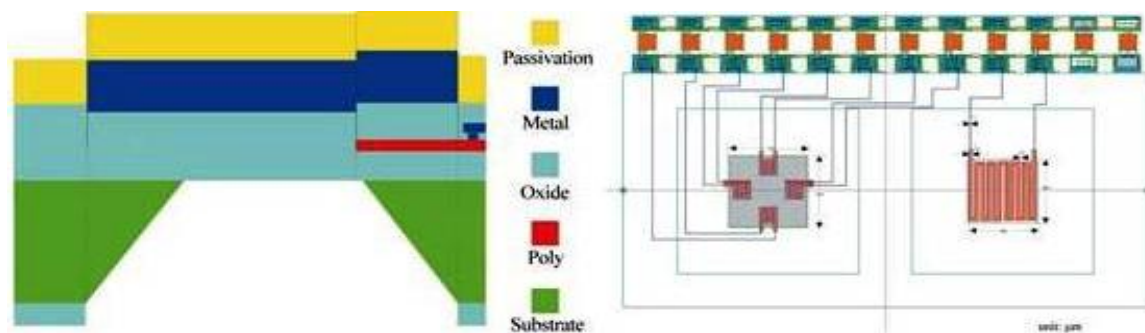 Passivation
Metal
Oxide
Poly
Substrate
unit: μm